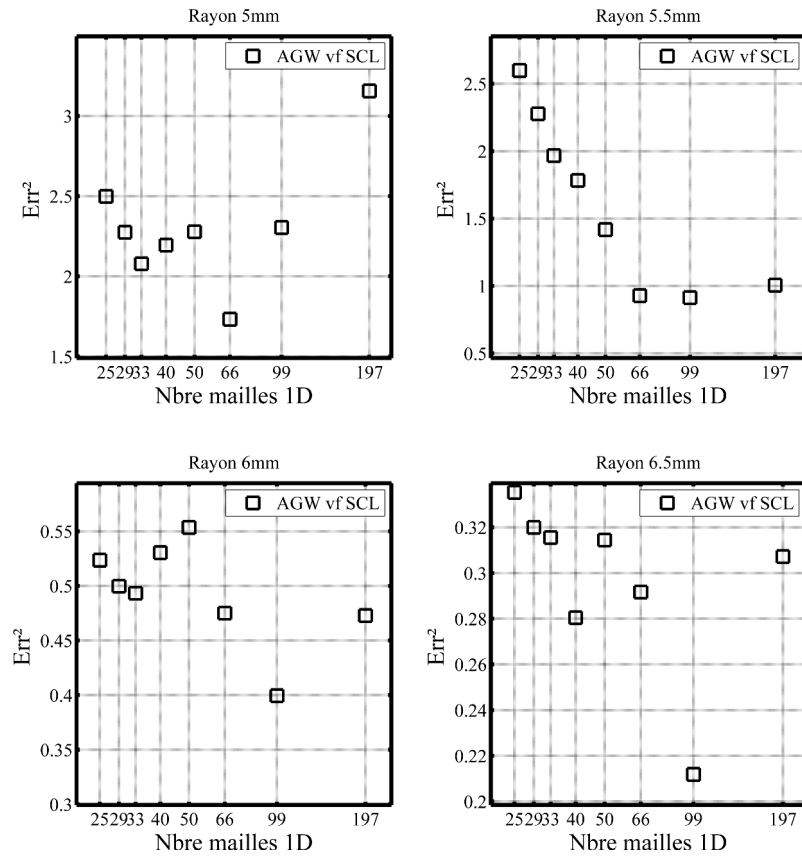 Rayon 5mm
AGW vf SCL
Err²
3
2.5
2
1.5
25 29 33 40 50 66 99 197
Nbre mailles 1D
Rayon 5.5mm
AGW vf SCL
Err²
2.5
2
1.5
1
0.5
25 29 33 40 50 66 99 197
Nbre mailles 1D
Rayon 6mm
AGW vf SCL
Err²
0.55
0.5
0.45
0.4
0.35
0.3
25 29 33 40 50 66 99 197
Nbre mailles 1D
Rayon 6.5mm
AGW vf SCL
Err²
0.32
0.3
0.28
0.26
0.24
0.22
0.2
25 29 33 40 50 66 99 197
Nbre mailles 1D